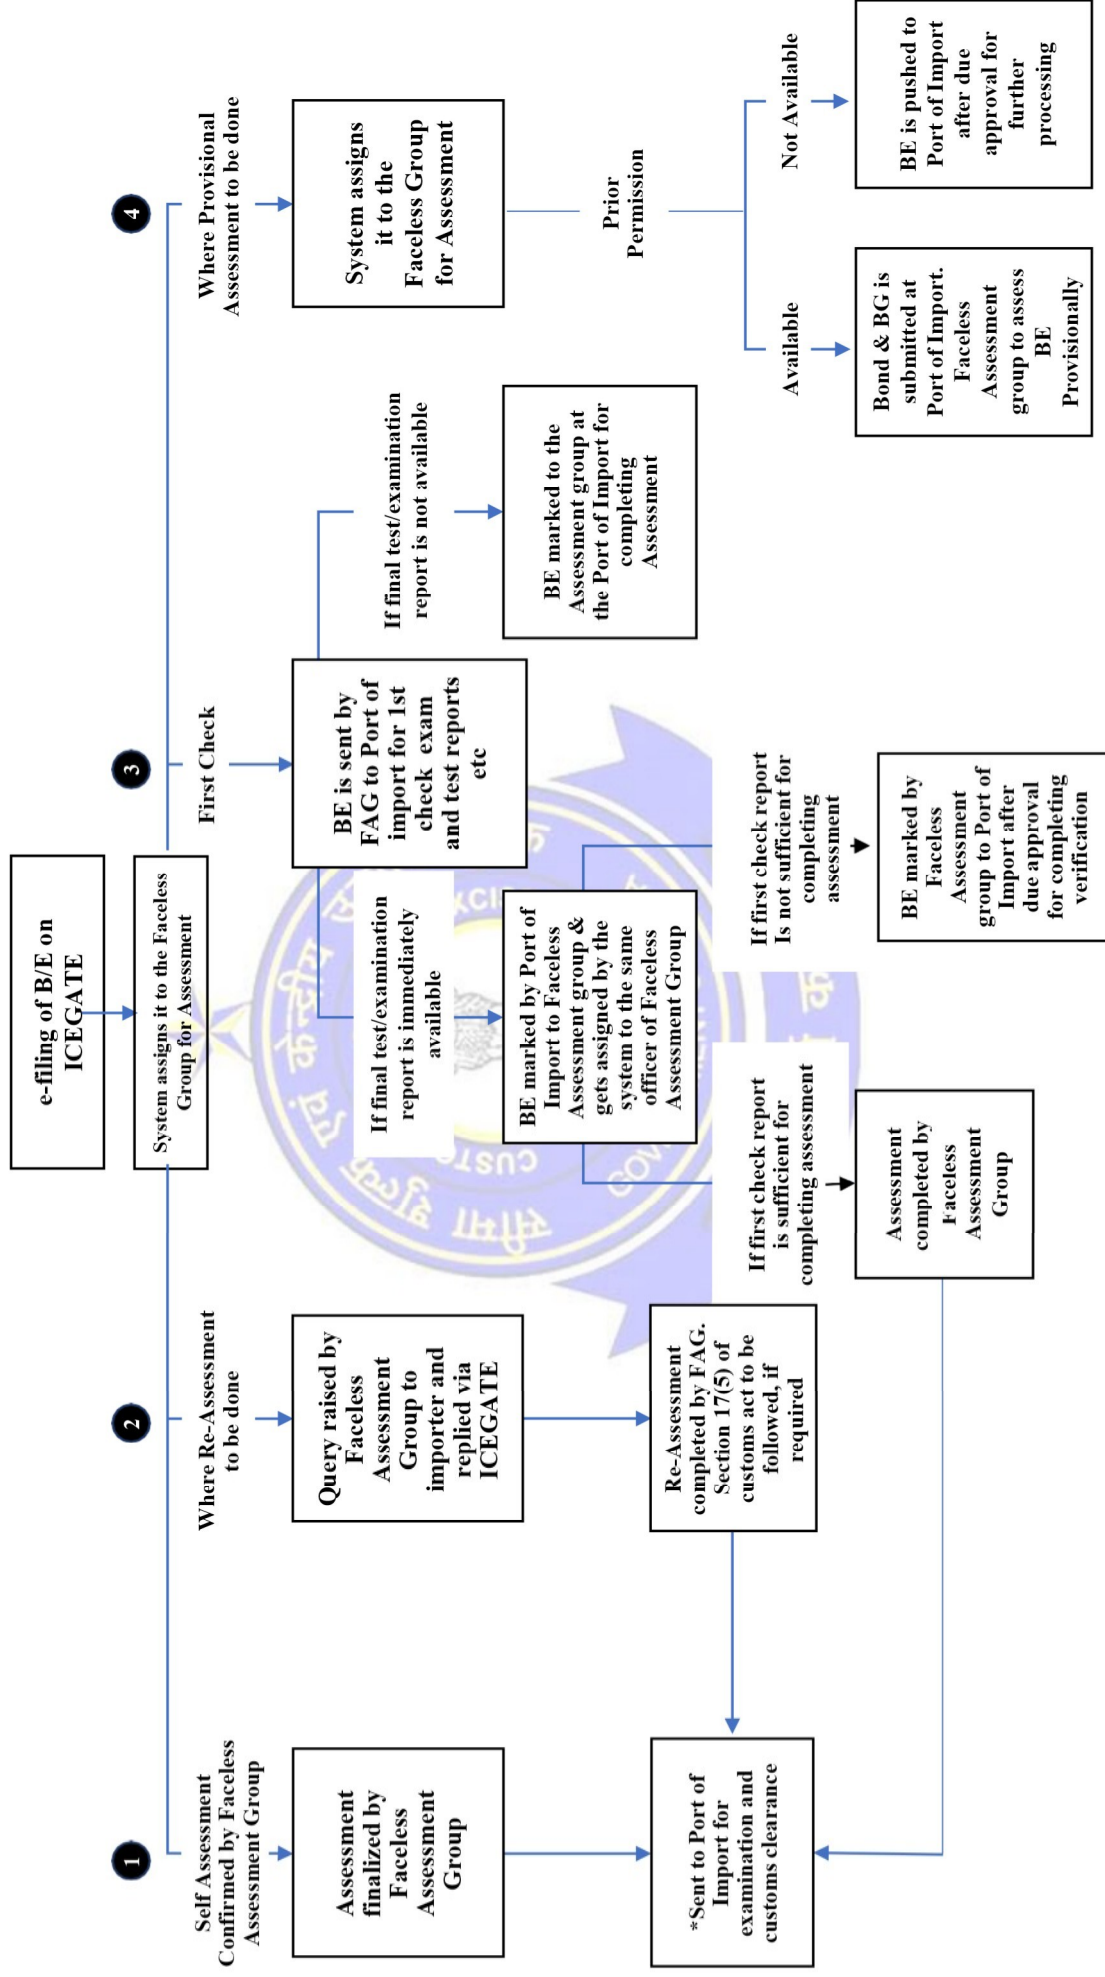 e-filing of B/E on
ICEGATE
System assigns it to the Faceless
Group for Assessment
1
Self Assessment
Confirmed by Faceless
Assessment Group
Assessment
finalized by
Faceless
Assessment
Group
*Sent to Port of
Import for
examination and
customs clearance
2
Where Re-Assessment
to be done
Query raised by
Faceless
Assessment
Group to
importer and
replied via
ICEGATE
Re-Assessment
completed by FAG.
Section 17(5) of
customs act to be
followed, if
required
3
First Check
BE is sent by
FAG to Port of
import for 1st
check exam
and test reports
etc
If final test/examination
report is immediately
available
BE marked by Port of
Import to Faceless
Assessment group &
gets assigned by the
system to the same
officer of Faceless
Assessment Group
If first check report
is sufficient for
completing assessment
Assessment
completed by
Faceless
Assessment
Group
If first check report
Is not sufficient for
completing
assessment
BE marked by
Faceless
Assessment
group to Port of
Import after
due approval
for completing
verification
If final test/examination
report is not available
BE marked to the
Assessment group at
the Port of Import for
completing
Assessment
4
Where Provisional
Assessment to be done
System assigns
it to the
Faceless Group
for Assessment
Prior
Permission
Available
Bond & BG is
submitted at
Port of Import.
Faceless
Assessment
group to assess
BE
Provisionally
Not Available
BE is pushed to
Port of Import
after due
approval for
further
processing
सीमा शुल्क एवं केन्द्रीय